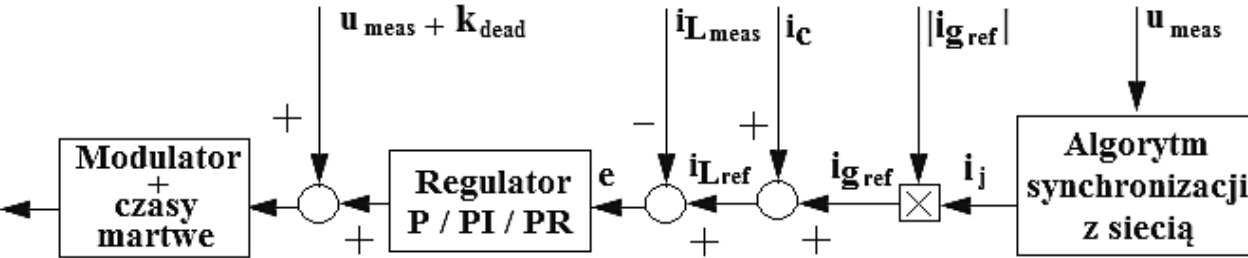 u meas + k dead
i L meas
i c
|i g ref|
u meas
+
−
+
Modulator
+
czasy
martwe
Regulator
P / PI / PR
e
i L ref
i g ref
i j
Algorytm
synchronizacji
z siecią
+
+
+